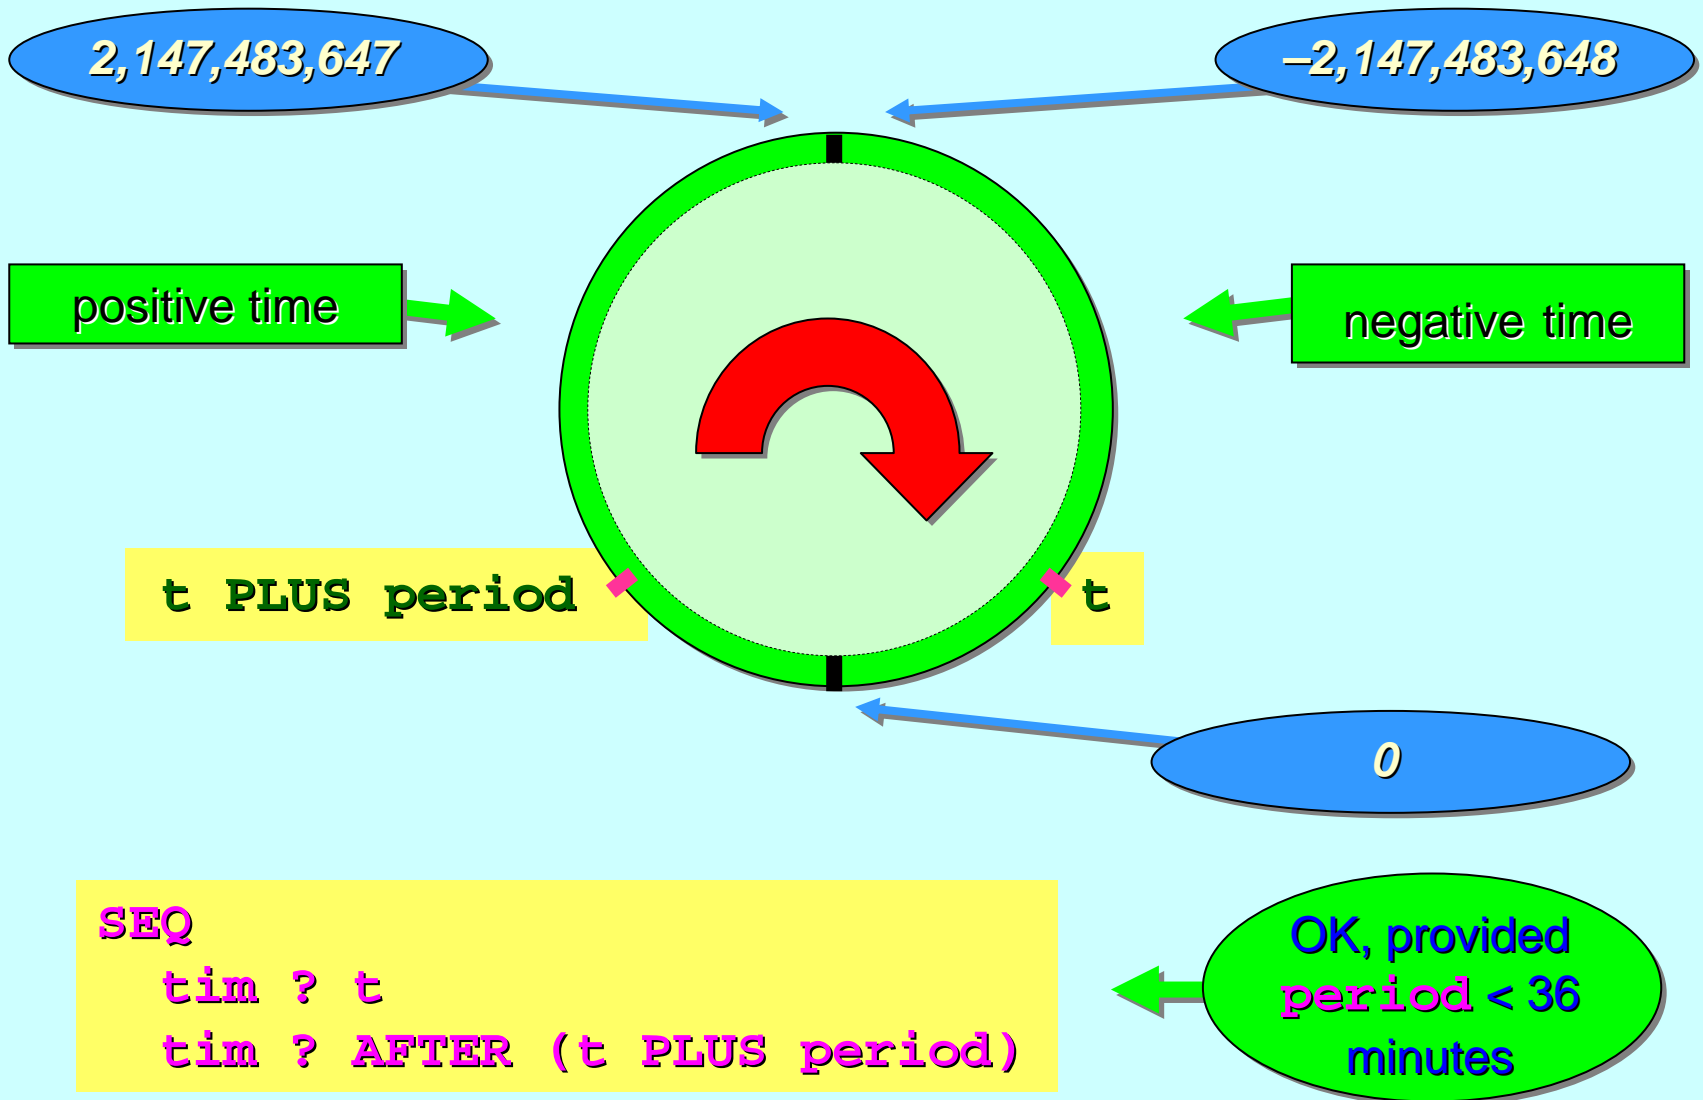 2,147,483,647
–2,147,483,648
positive time
negative time
t PLUS period
t
0
SEQ
tim ? t
tim ? AFTER (t PLUS period)
OK, provided
period < 36
minutes